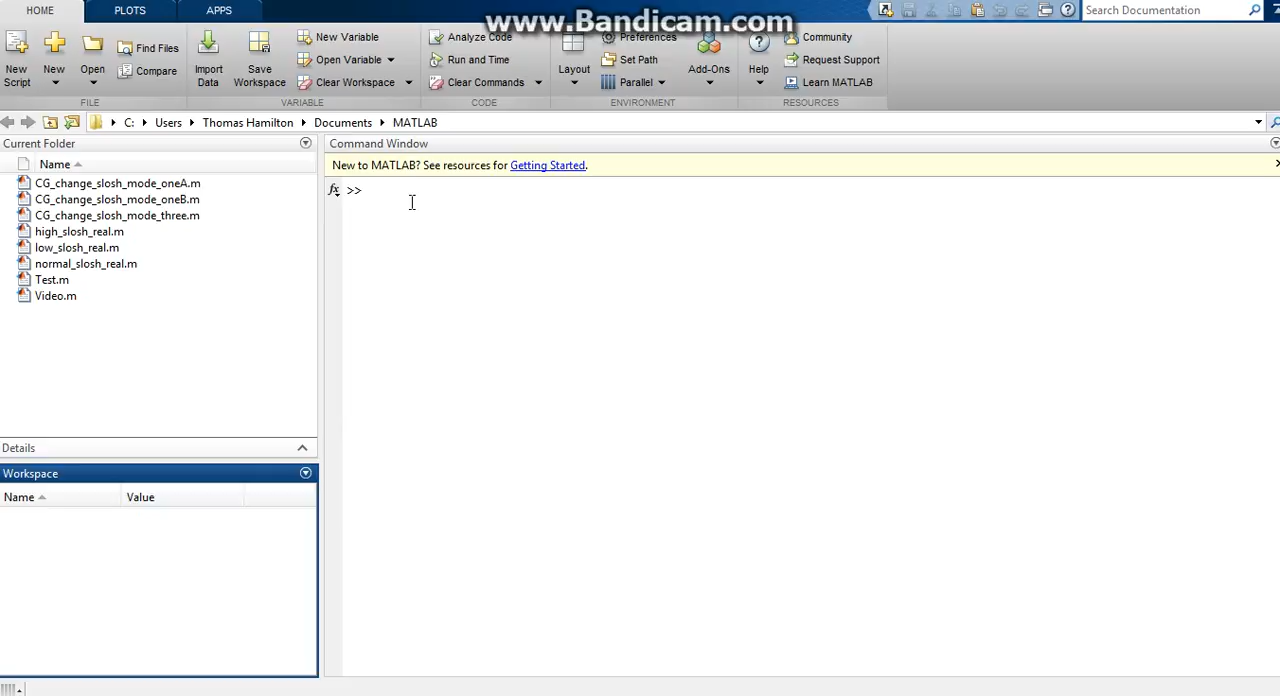 HOME PLOTS APPS
www.Bandicam.com
Search Documentation
New Script
New
Open
Find Files
Compare
Import Data
Save Workspace
New Variable
Open Variable
Clear Workspace
Analyze Code
Run and Time
Clear Commands
Layout
Preferences
Set Path
Parallel
Add-Ons
Help
Community
Request Support
Learn MATLAB
FILE VARIABLE CODE ENVIRONMENT RESOURCES
C: Users Thomas Hamilton Documents MATLAB
Current Folder
Name
CG_change_slosh_mode_oneA.m
CG_change_slosh_mode_oneB.m
CG_change_slosh_mode_three.m
high_slosh_real.m
low_slosh_real.m
normal_slosh_real.m
Test.m
Video.m
Details
Workspace
Name Value
Command Window
New to MATLAB? See resources for Getting Started.
fx >>